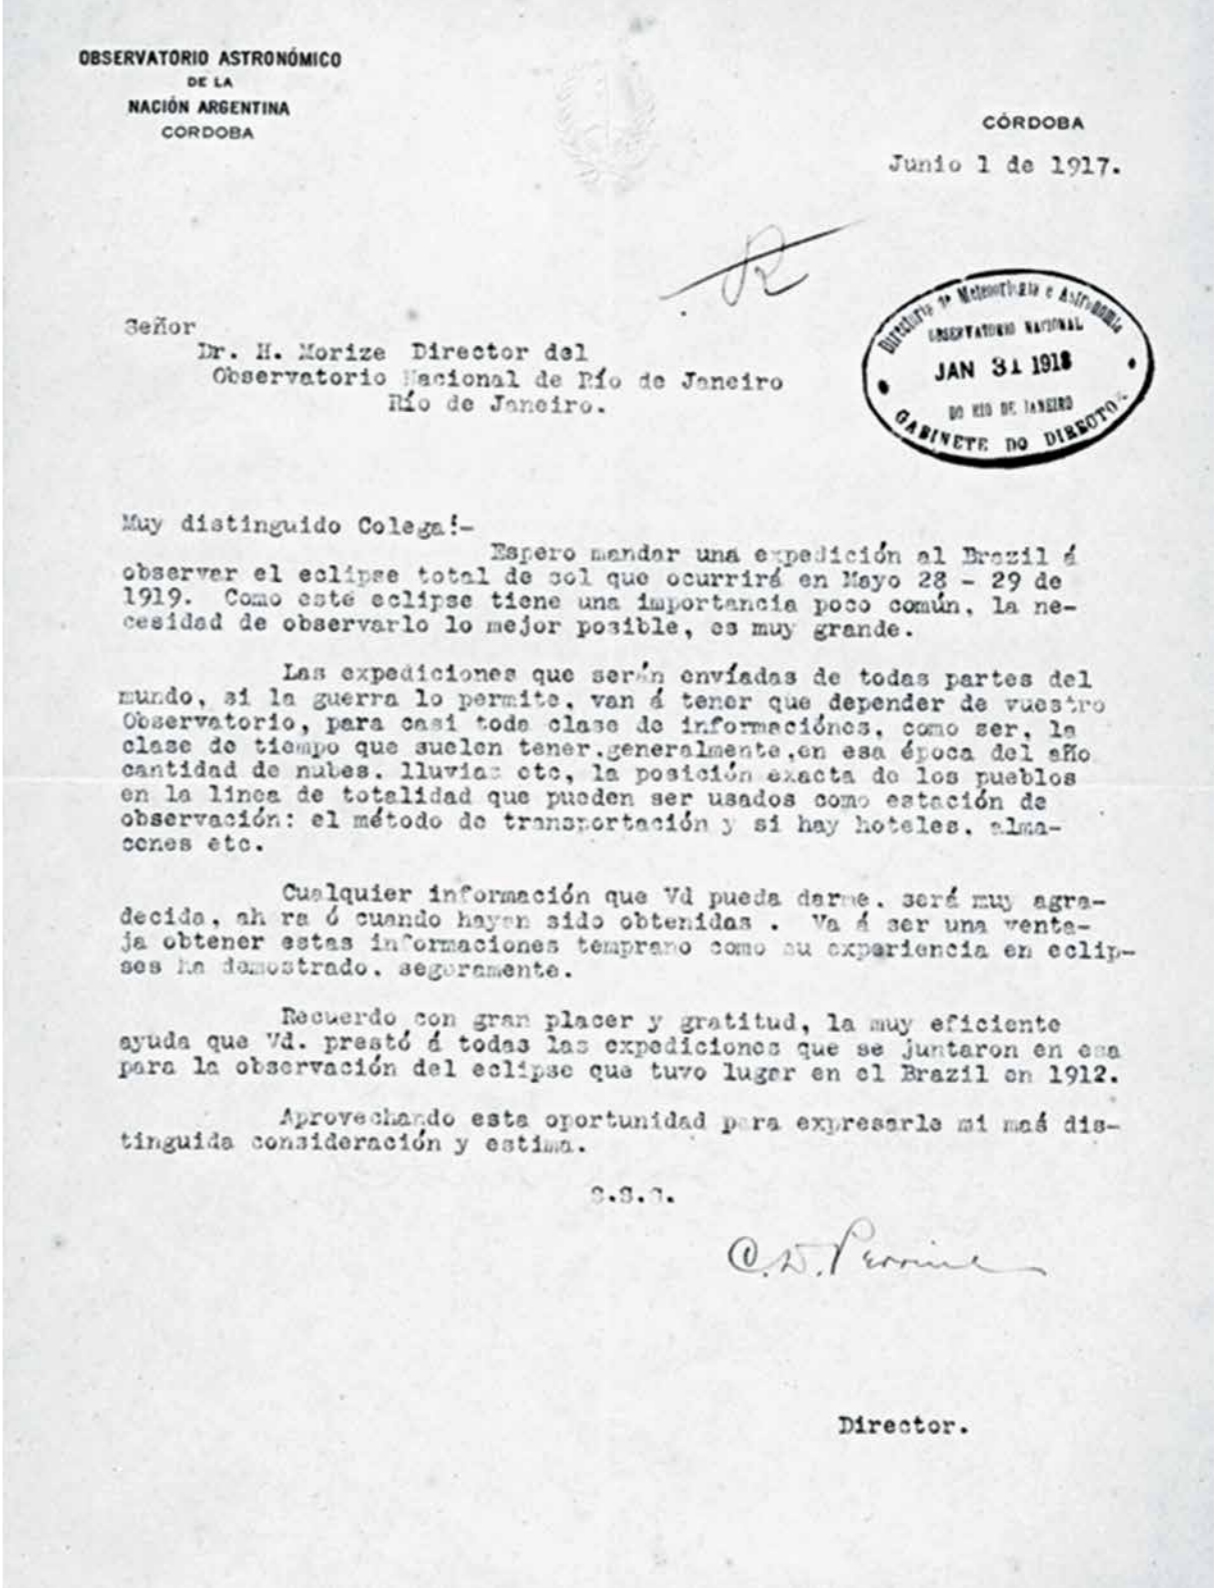 OBSERVATORIO ASTRONÓMICO
DE LA
NACIÓN ARGENTINA
CÓRDOBA
CÓRDOBA
Junio 1 de 1917.
R
Directoria de Meteorologia e Astronomia
OBSERVATORIO NACIONAL
JAN 31 1918
DO RIO DE JANEIRO
GABINETE DO DIRECTOR
Señor
Dr. H. Morize Director del
Observatorio Nacional de Río de Janeiro
Río de Janeiro.
Muy distinguido Colega!-
Espero mandar una expedición al Brazil á
observar el eclipse total de sol que ocurrirá en Mayo 28 - 29 de
1919. Como esté eclipse tiene una importancia poco común, la ne-
cesidad de observarlo lo mejor posible, es muy grande.
Las expediciones que serán envíadas de todas partes del
mundo, si la guerra lo permite, van á tener que depender de vuestro
Observatorio, para casi toda clase de informaciónes, como ser, la
clase de tiempo que suelen tener,generalmente,en esa época del año
cantidad de nubes, lluvias etc, la posición exacta de los pueblos
en la linea de totalidad que pueden ser usados como estación de
observación: el método de transportación y si hay hoteles, alma-
cenes etc.
Cualquier información que Vd pueda darme, será muy agra-
decida, ah ra ó cuando hayan sido obtenidas . Va á ser una venta-
ja obtener estas informaciones temprano como su experiencia en eclip-
ses ha demostrado, seguramente.
Recuerdo con gran placer y gratitud, la muy eficiente
ayuda que Vd. prestó á todas las expediciones que se juntaron en esa
para la observación del eclipse que tuvo lugar en el Brazil en 1912.
Aprovechando esta oportunidad para expresarle mi maś dis-
tinguida consideración y estima.
S.S.S.
C.D. Perrine
Director.